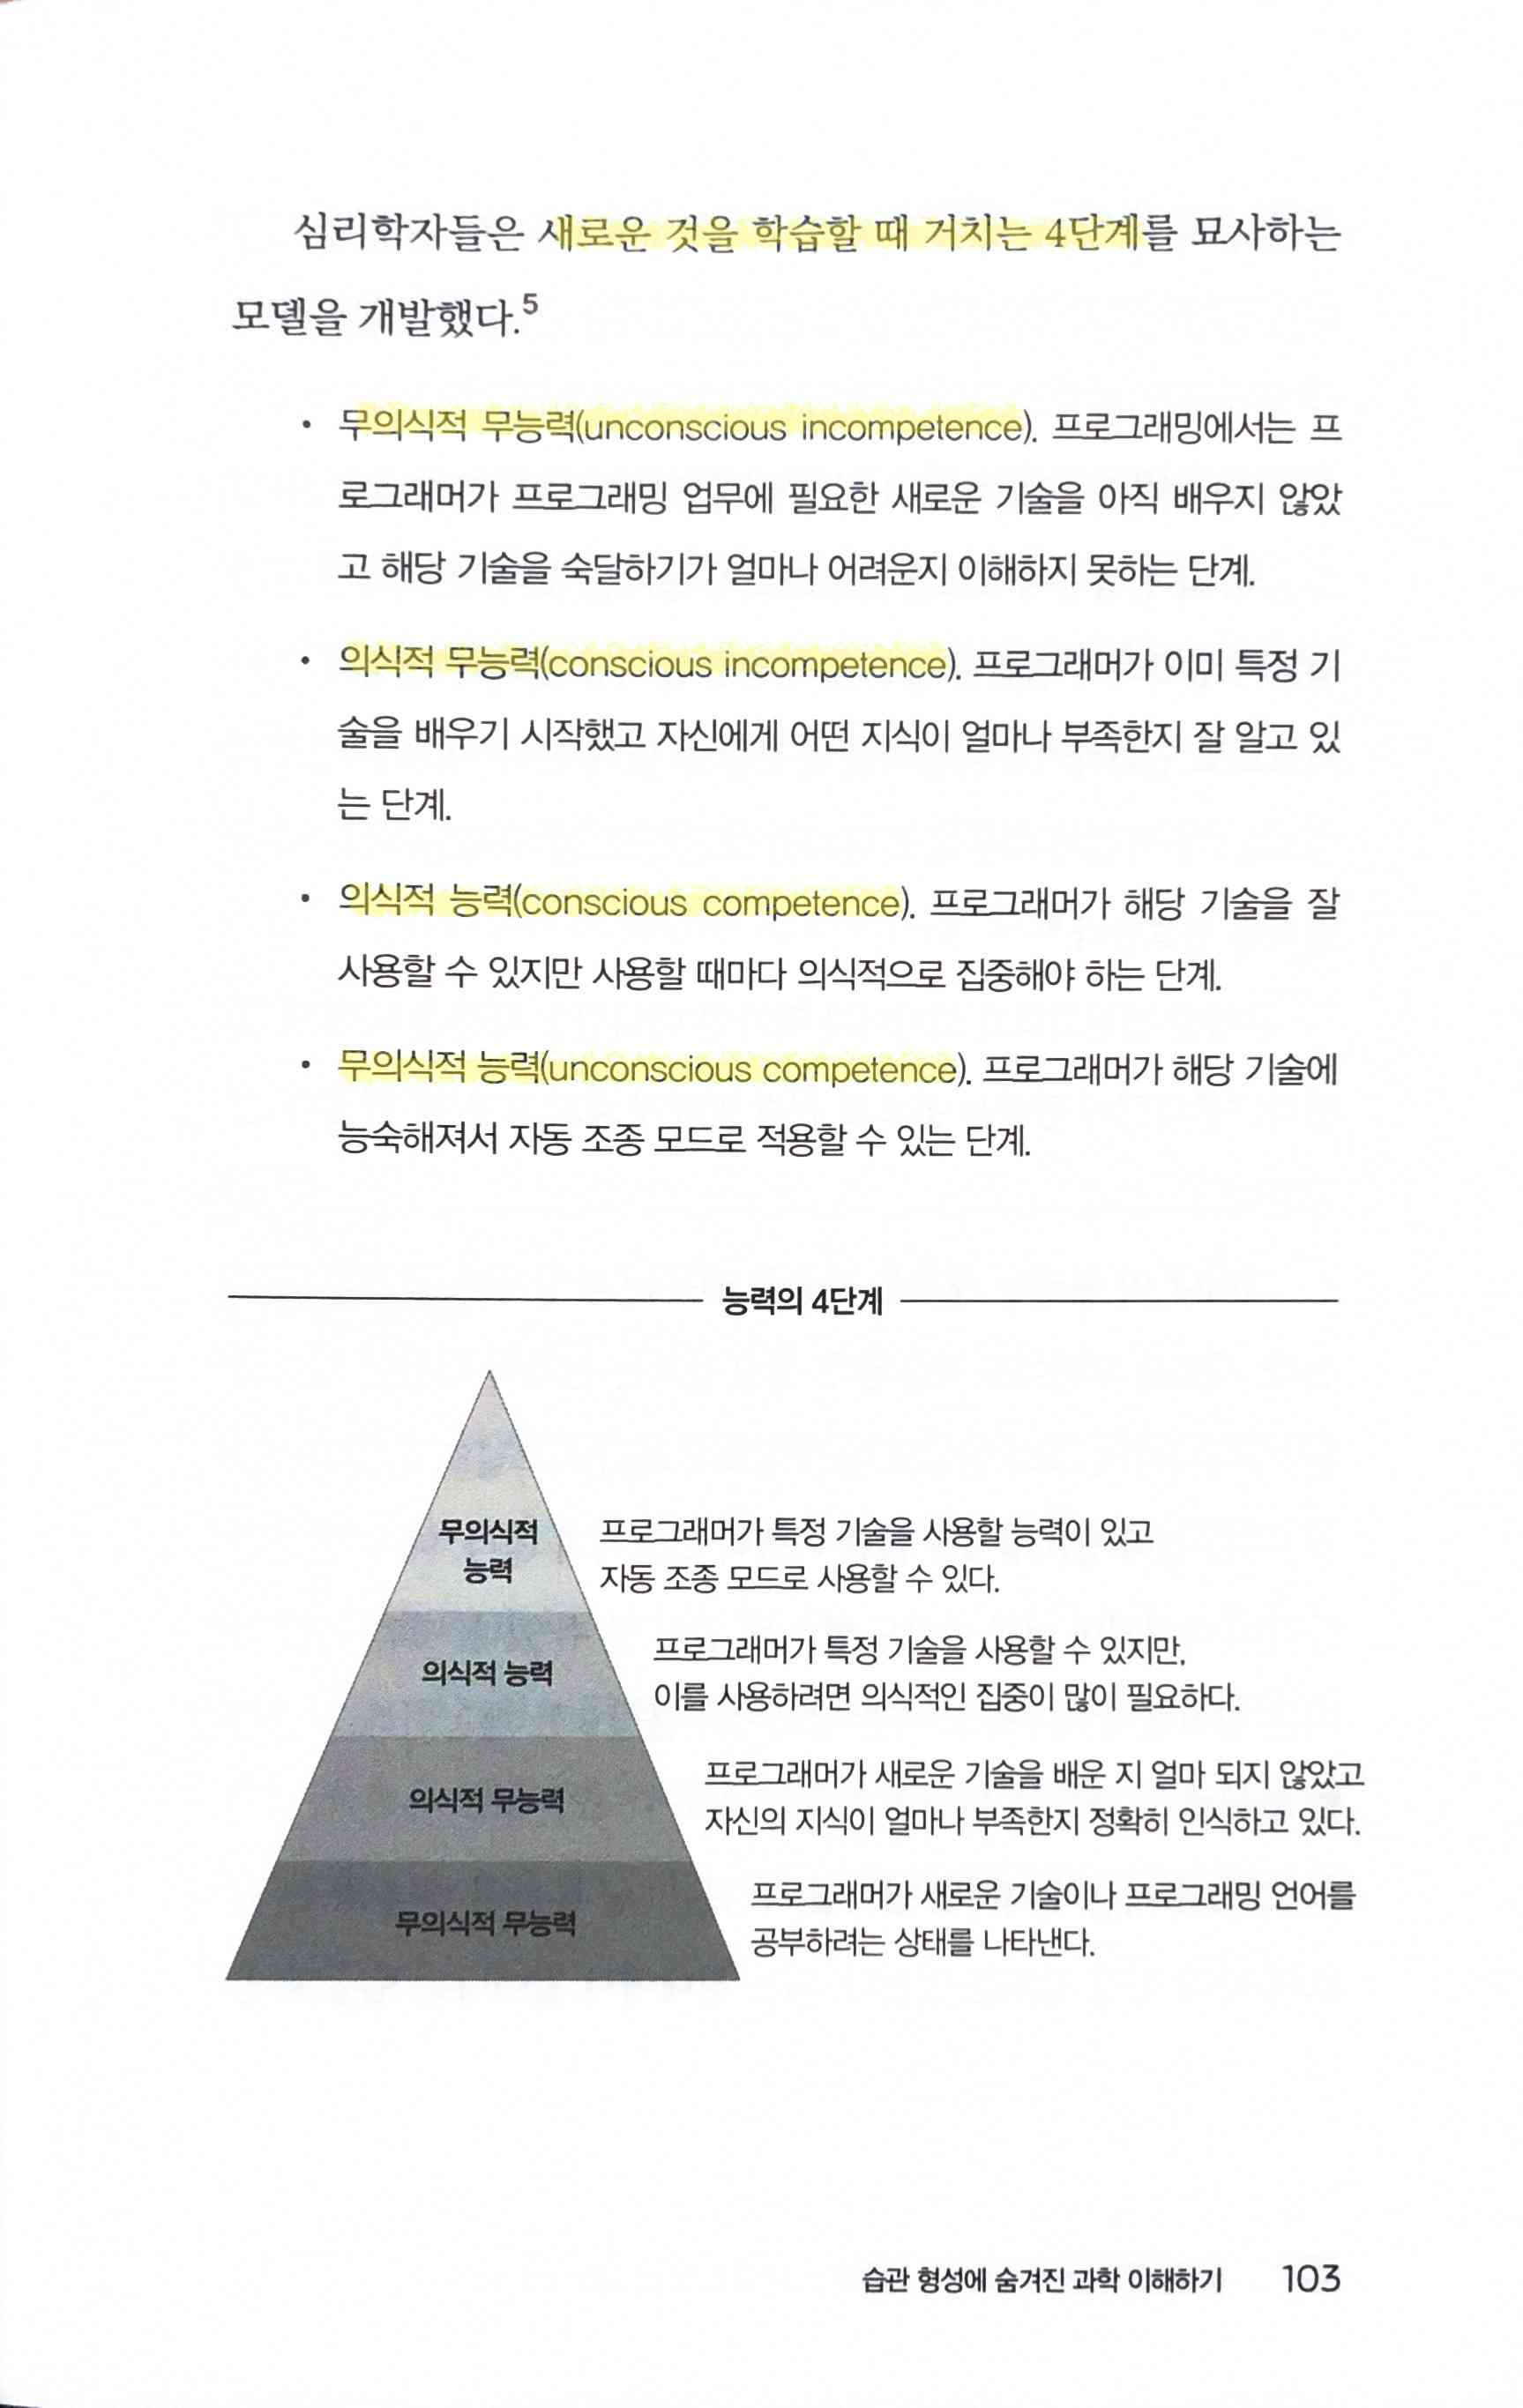 심리학자들은 새로운 것을 학습할 때 거치는 4단계를 묘사하는
모델을 개발했다.5
• 무의식적 무능력(unconscious incompetence). 프로그래밍에서는 프
로그래머가 프로그래밍 업무에 필요한 새로운 기술을 아직 배우지 않았
고 해당 기술을 숙달하기가 얼마나 어려운지 이해하지 못하는 단계.
• 의식적 무능력(conscious incompetence). 프로그래머가 이미 특정 기
술을 배우기 시작했고 자신에게 어떤 지식이 얼마나 부족한지 잘 알고 있
는 단계.
• 의식적 능력(conscious competence). 프로그래머가 해당 기술을 잘
사용할 수 있지만 사용할 때마다 의식적으로 집중해야 하는 단계.
• 무의식적 능력(unconscious competence). 프로그래머가 해당 기술에
능숙해져서 자동 조종 모드로 적용할 수 있는 단계.
능력의 4단계
무의식적
능력
프로그래머가 특정 기술을 사용할 능력이 있고
자동 조종 모드로 사용할 수 있다.
의식적 능력
프로그래머가 특정 기술을 사용할 수 있지만,
이를 사용하려면 의식적인 집중이 많이 필요하다.
의식적 무능력
프로그래머가 새로운 기술을 배운 지 얼마 되지 않았고
자신의 지식이 얼마나 부족한지 정확히 인식하고 있다.
무의식적 무능력
프로그래머가 새로운 기술이나 프로그래밍 언어를
공부하려는 상태를 나타낸다.
습관 형성에 숨겨진 과학 이해하기 103